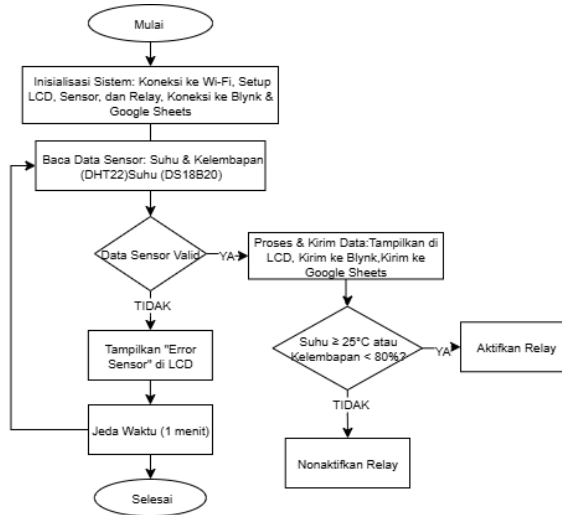 Mulai
Inisialisasi Sistem: Koneksi ke Wi-Fi, Setup
LCD, Sensor, dan Relay, Koneksi ke Blynk &
Google Sheets
Baca Data Sensor: Suhu & Kelembapan
(DHT22)Suhu (DS18B20)
Data Sensor Valid
YA
Proses & Kirim Data:Tampilkan di
LCD, Kirim ke Blynk,Kirim ke
Google Sheets
TIDAK
Tampilkan "Error
Sensor" di LCD
Suhu ≥ 25°C atau
Kelembapan < 80%?
YA
Aktifkan Relay
TIDAK
Jeda Waktu (1 menit)
Nonaktifkan Relay
Selesai